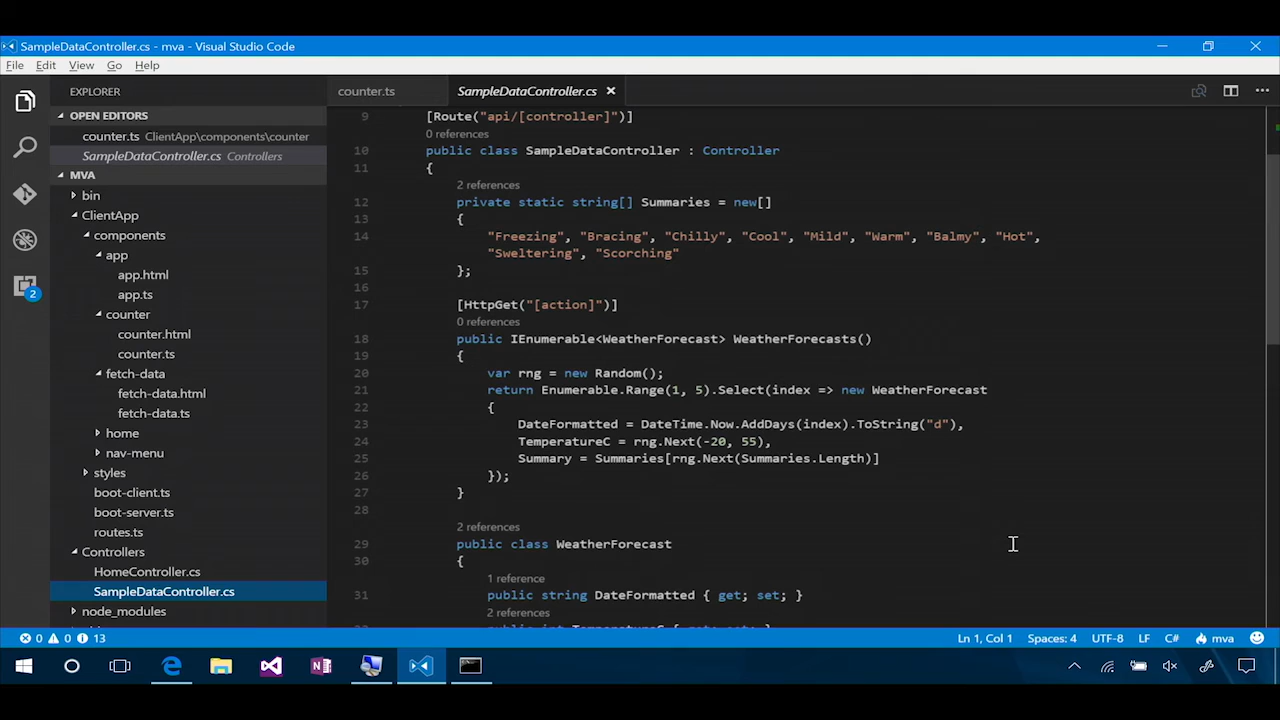 SampleDataController.cs - mva - Visual Studio Code
File Edit View Go Help
EXPLORER
OPEN EDITORS
counter.ts ClientApp\components\counter
SampleDataController.cs Controllers
MVA
bin
ClientApp
components
app
app.html
app.ts
counter
counter.html
counter.ts
fetch-data
fetch-data.html
fetch-data.ts
home
nav-menu
styles
boot-client.ts
boot-server.ts
routes.ts
Controllers
HomeController.cs
SampleDataController.cs
node_modules
2
counter.ts SampleDataController.cs
9 [Route("api/[controller]")]
0 references
10 public class SampleDataController : Controller
11 {
2 references
12 private static string[] Summaries = new[]
13 {
14 "Freezing", "Bracing", "Chilly", "Cool", "Mild", "Warm", "Balmy", "Hot",
"Sweltering", "Scorching"
15 };
16
17 [HttpGet("[action]")]
0 references
18 public IEnumerable<WeatherForecast> WeatherForecasts()
19 {
20 var rng = new Random();
21 return Enumerable.Range(1, 5).Select(index => new WeatherForecast
22 {
23 DateFormatted = DateTime.Now.AddDays(index).ToString("d"),
24 TemperatureC = rng.Next(-20, 55),
25 Summary = Summaries[rng.Next(Summaries.Length)]
26 });
27 }
28
2 references
29 public class WeatherForecast
30 {
1 reference
31 public string DateFormatted { get; set; }
2 references
public int TemperatureC { get; set; }
0 0 13 Ln 1, Col 1 Spaces: 4 UTF-8 LF C# mva